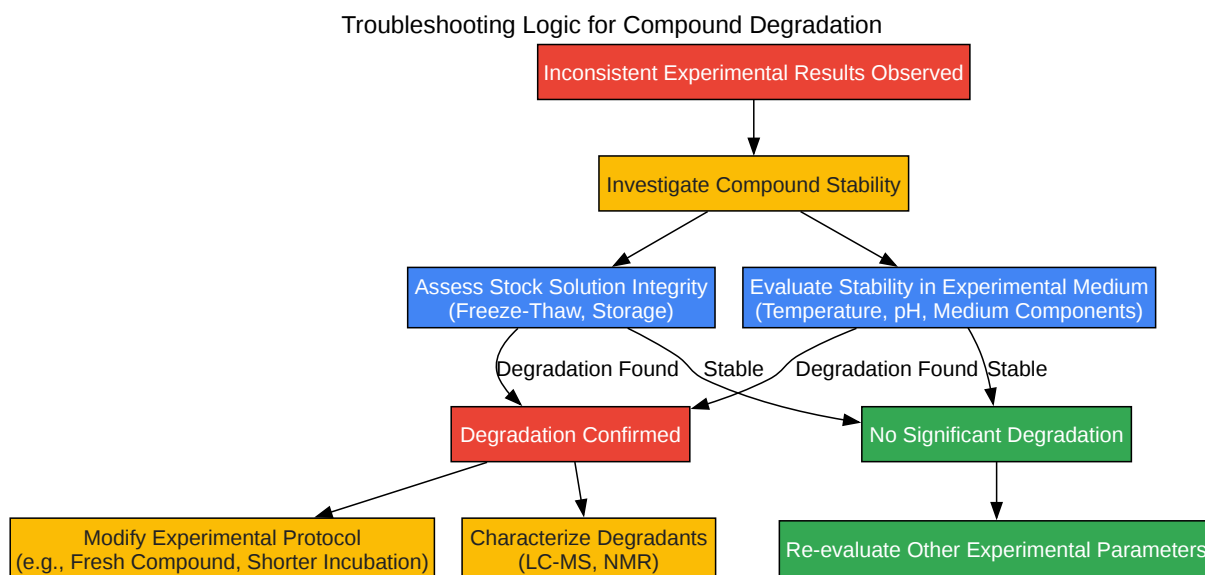 Troubleshooting Logic for Compound Degradation
Inconsistent Experimental Results Observed
Investigate Compound Stability
Assess Stock Solution Integrity
(Freeze-Thaw, Storage)
Evaluate Stability in Experimental Medium
(Temperature, pH, Medium Components)
Degradation Found
Stable
Degradation Found
Stable
Degradation Confirmed
No Significant Degradation
Modify Experimental Protocol
(e.g., Fresh Compound, Shorter Incubation)
Characterize Degradants
(LC-MS, NMR)
Re-evaluate Other Experimental Parameters